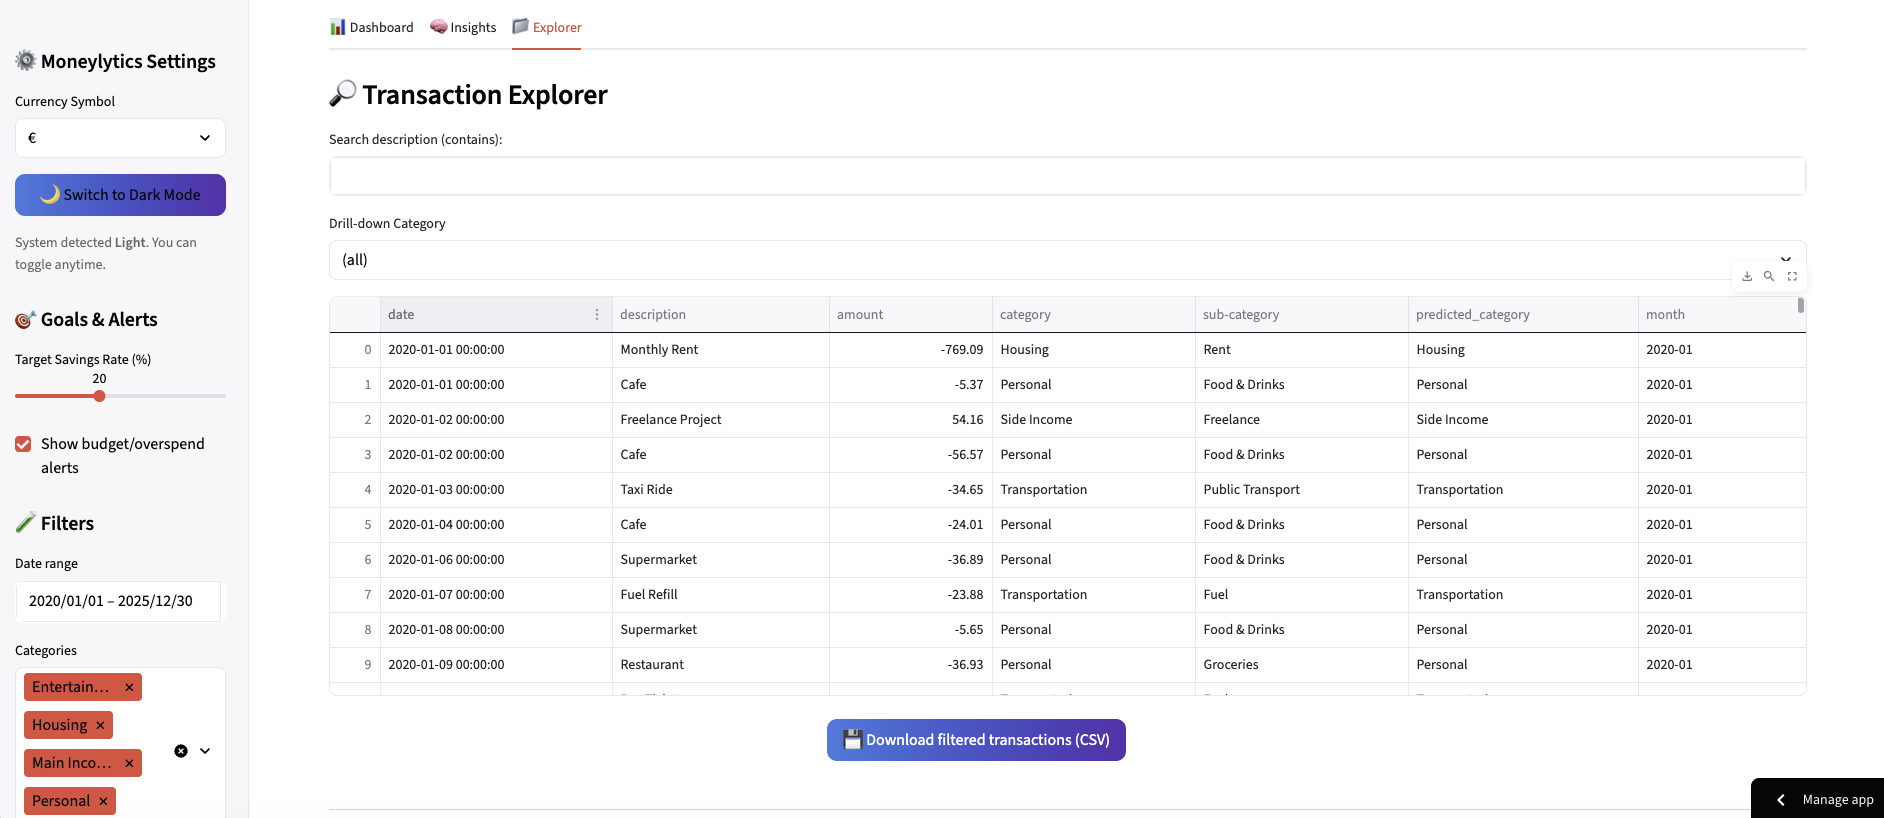 Moneylytics Settings
Currency Symbol
€
Switch to Dark Mode
System detected Light. You can
toggle anytime.
Goals & Alerts
Target Savings Rate (%)
20
Show budget/overspend
alerts
Filters
Date range
2020/01/01 – 2025/12/30
Categories
Entertain...
Housing
Main Inco...
Personal
Dashboard Insights Explorer
Transaction Explorer
Search description (contains):
Drill-down Category
(all)
date description amount category sub-category predicted_category month
0 2020-01-01 00:00:00 Monthly Rent -769.09 Housing Rent Housing 2020-01
1 2020-01-01 00:00:00 Cafe -5.37 Personal Food & Drinks Personal 2020-01
2 2020-01-02 00:00:00 Freelance Project 54.16 Side Income Freelance Side Income 2020-01
3 2020-01-02 00:00:00 Cafe -56.57 Personal Food & Drinks Personal 2020-01
4 2020-01-03 00:00:00 Taxi Ride -34.65 Transportation Public Transport Transportation 2020-01
5 2020-01-04 00:00:00 Cafe -24.01 Personal Food & Drinks Personal 2020-01
6 2020-01-06 00:00:00 Supermarket -36.89 Personal Food & Drinks Personal 2020-01
7 2020-01-07 00:00:00 Fuel Refill -23.88 Transportation Fuel Transportation 2020-01
8 2020-01-08 00:00:00 Supermarket -5.65 Personal Food & Drinks Personal 2020-01
9 2020-01-09 00:00:00 Restaurant -36.93 Personal Groceries Personal 2020-01
Download filtered transactions (CSV)
Manage app